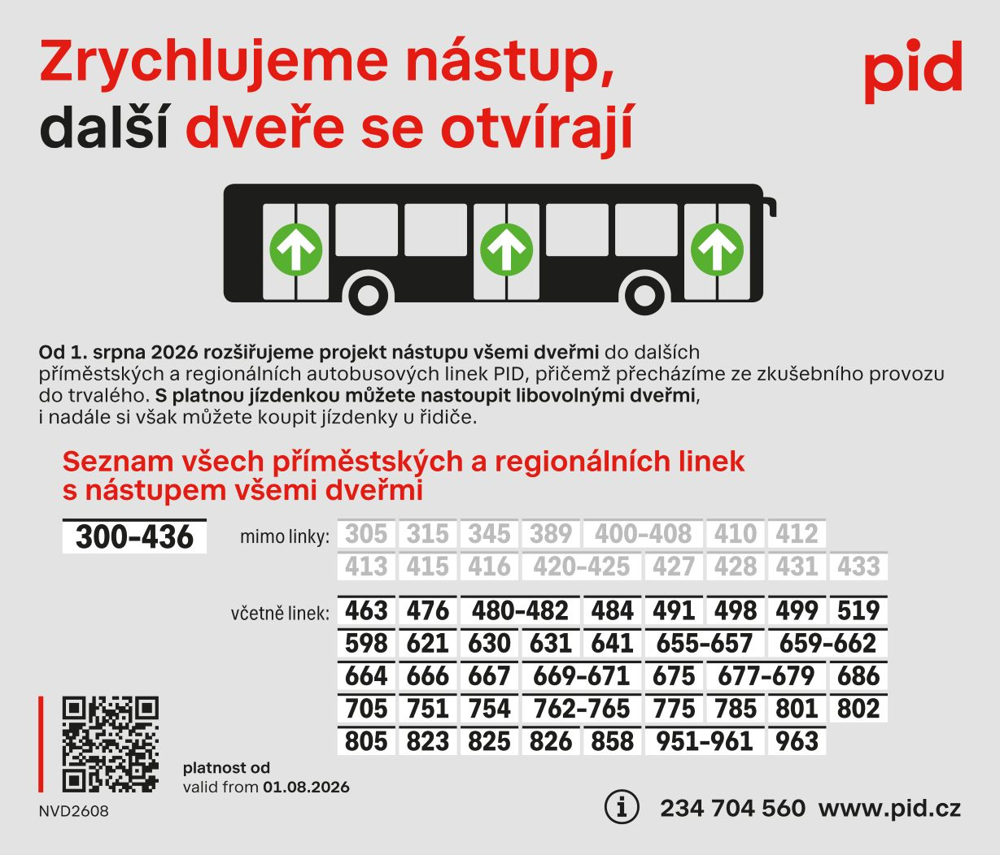 Zrychlujeme nástup,
další dveře se otvírají
pid
Od 1. srpna 2026 rozšiřujeme projekt nástupu všemi dveřmi do dalších
příměstských a regionálních autobusových linek PID, přičemž přecházíme ze zkušebního provozu
do trvalého. S platnou jízdenkou můžete nastoupit libovolnými dveřmi,
i nadále si však můžete koupit jízdenky u řidiče.
Seznam všech příměstských a regionálních linek
s nástupem všemi dveřmi
300–436
mimo linky: 305 315 345 389 400–408 410 412
413 415 416 420–425 427 428 431 433
včetně linek: 463 476 480–482 484 491 498 499 519
598 621 630 631 641 655–657 659–662
664 666 667 669–671 675 677–679 686
705 751 754 762–765 775 785 801 802
805 823 825 826 858 951–961 963
platnost od
valid from 01.08.2026
NVD2608
i 234 704 560 www.pid.cz